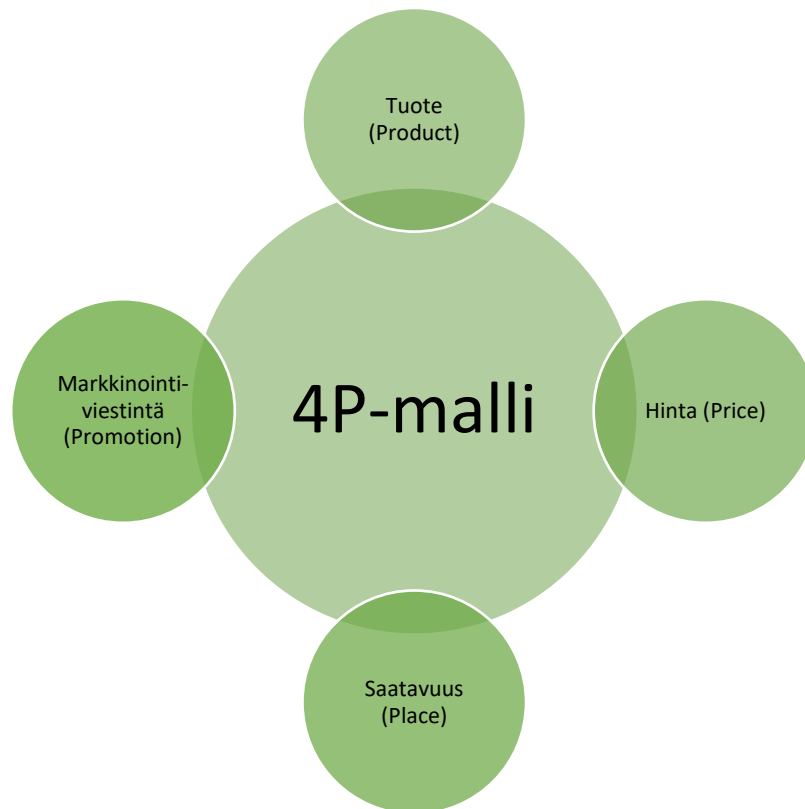 Tuote
(Product)
Markkinointi-
viestintä
(Promotion)
4P-malli
Hinta (Price)
Saatavuus
(Place)